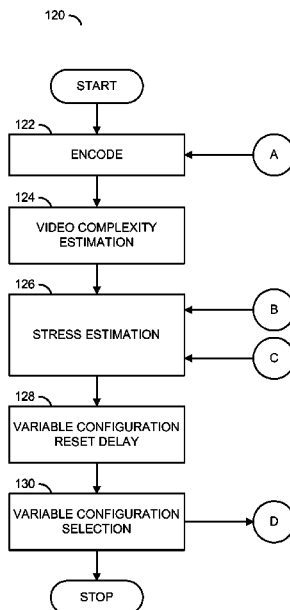 120
START
122
ENCODE
A
124
VIDEO COMPLEXITY
ESTIMATION
126
B
STRESS ESTIMATION
C
128
VARIABLE CONFIGURATION
RESET DELAY
130
VARIABLE CONFIGURATION
SELECTION
D
STOP